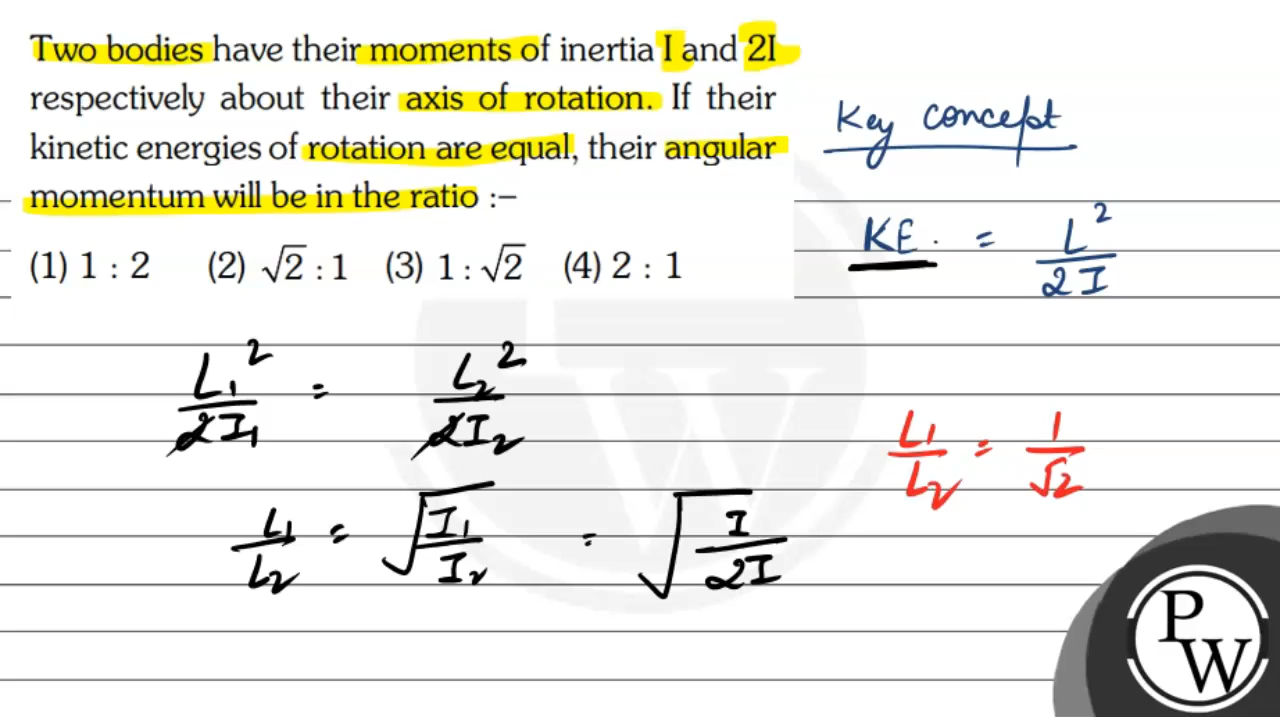 Two bodies have their moments of inertia I and 2I
respectively about their axis of rotation. If their
kinetic energies of rotation are equal, their angular
momentum will be in the ratio :–
(1) 1 : 2 (2) √2 : 1 (3) 1 : √2 (4) 2 : 1
Key concept
KE. = L²/2I
L₁²/2I₁ = L₂²/2I₂
L₁/L₂ = √(I₁/I₂) = √(I/2I)
L₁/L₂ = 1/√2
PW